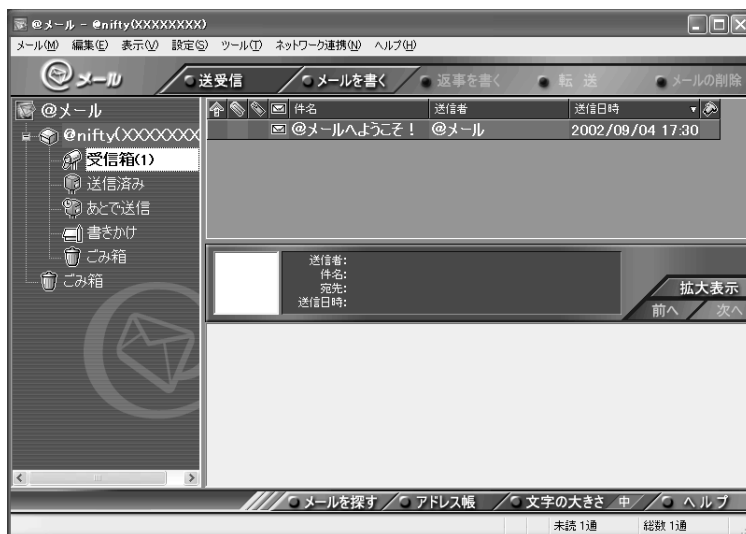 @メール - @nifty(XXXXXXXX)
メール(M) 編集(E) 表示(V) 設定(S) ツール(T) ネットワーク連携(N) ヘルプ(H)
@メール 送受信 メールを書く 返事を書く 転送 メールの削除
@メール
@nifty(XXXXXXX
受信箱(1)
送信済み
あとで送信
書きかけ
ごみ箱
ごみ箱
件名 送信者 送信日時
@メールへようこそ! @メール 2002/09/04 17:30
送信者:
件名:
宛先:
送信日時:
拡大表示
前へ 次へ
メールを探す アドレス帳 文字の大きさ 中 ヘルプ
未読 1通 総数 1通